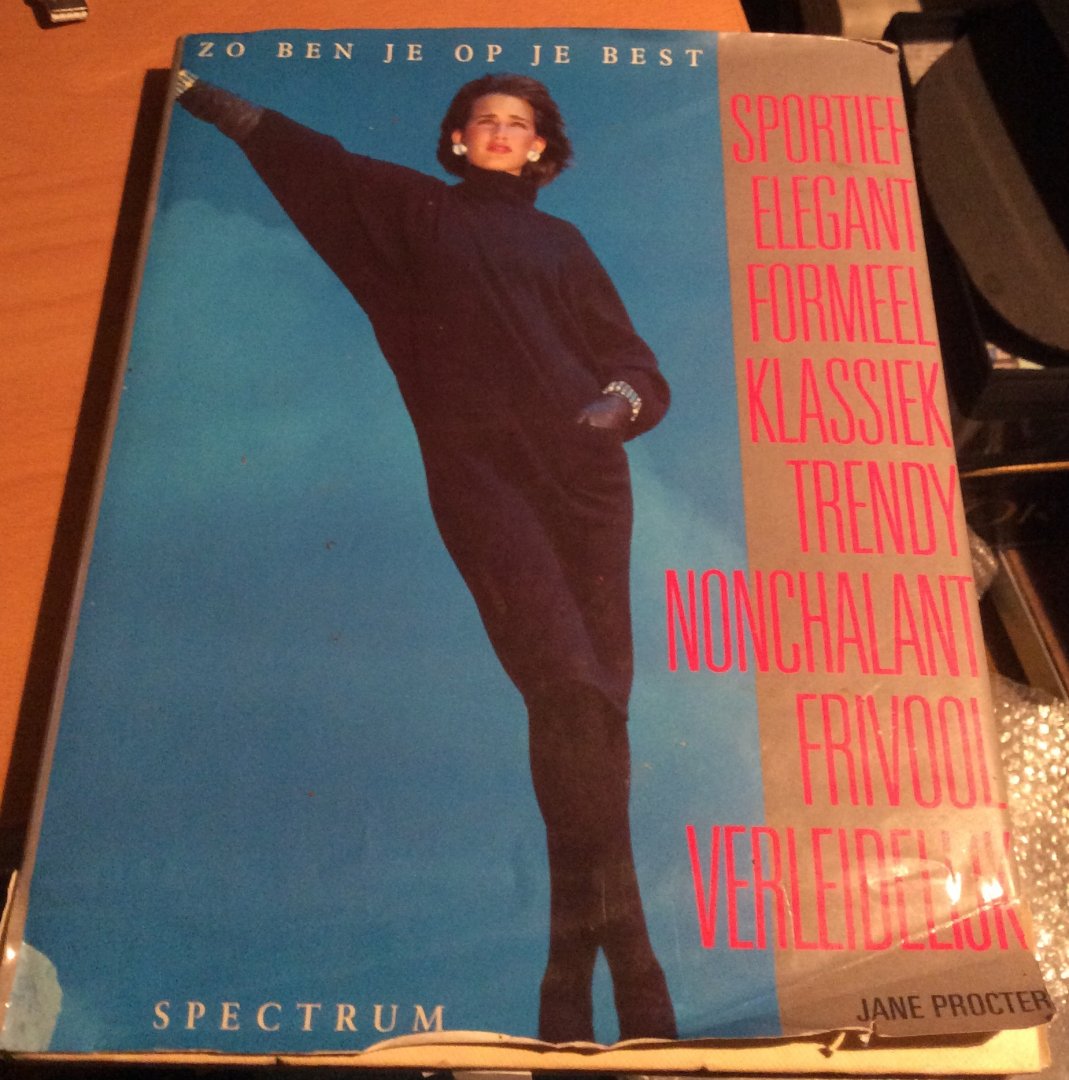 ZO BEN JE OP JE BEST
SPORTIEF
ELEGANT
FORMEEL
KLASSIEK
TRENDY
NONCHALANT
FRIVOOL
VERLEIDELIJK
JANE PROCTER
SPECTRUM